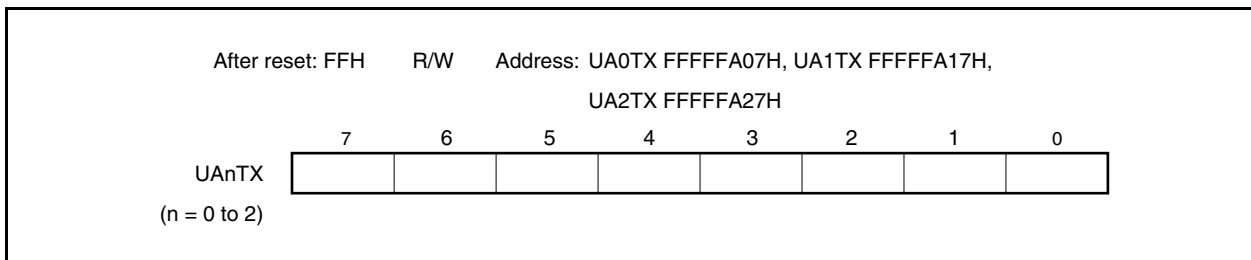 After reset: FFH R/W Address: UA0TX FFFFFA07H, UA1TX FFFFFA17H,
UA2TX FFFFFA27H
7 6 5 4 3 2 1 0
UAnTX
(n = 0 to 2)